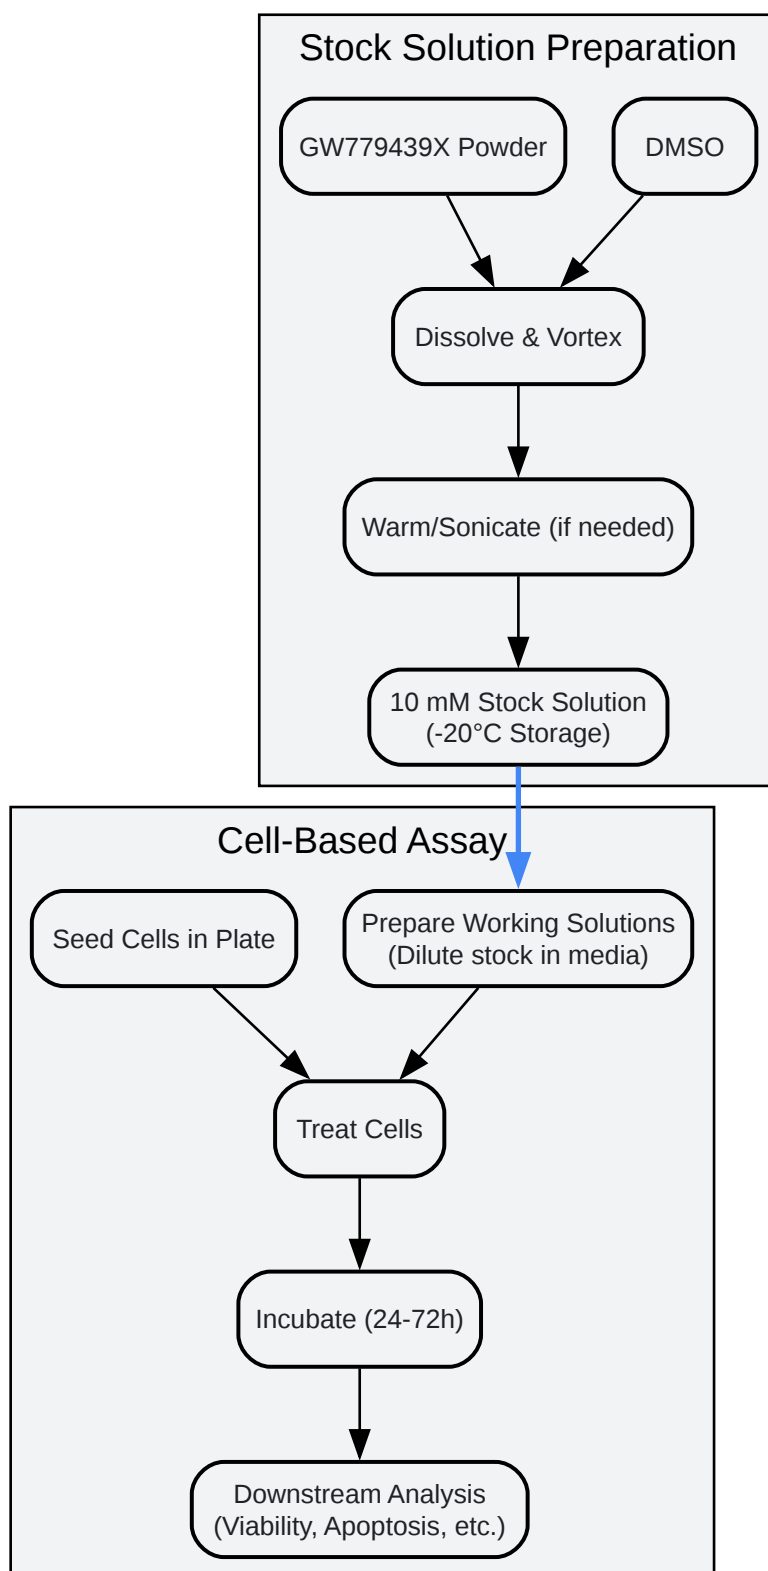 Stock Solution Preparation
GW779439X Powder
DMSO
Dissolve & Vortex
Warm/Sonicate (if needed)
10 mM Stock Solution
(-20°C Storage)
Cell-Based Assay
Seed Cells in Plate
Prepare Working Solutions
(Dilute stock in media)
Treat Cells
Incubate (24-72h)
Downstream Analysis
(Viability, Apoptosis, etc.)